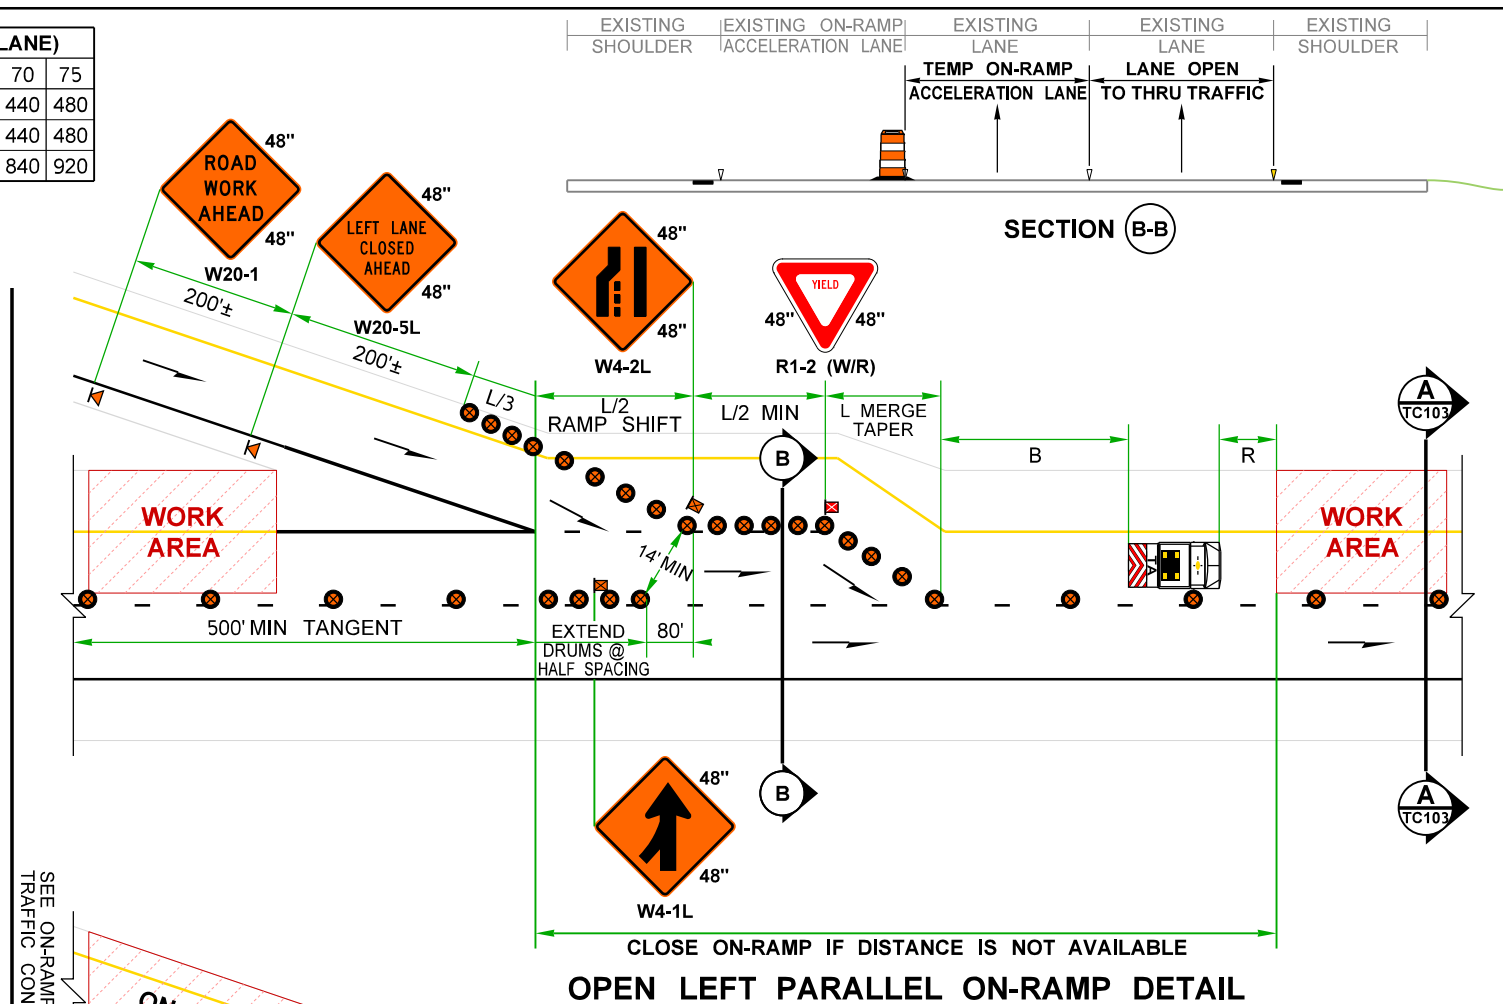 LANE)
70 75
440 480
440 480
840 920
EXISTING SHOULDER
EXISTING ON-RAMP ACCELERATION LANE
EXISTING LANE
EXISTING LANE
EXISTING SHOULDER
TEMP ON-RAMP
ACCELERATION LANE
LANE OPEN
TO THRU TRAFFIC
SECTION B-B
ROAD
WORK
AHEAD
48"
48"
W20-1
LEFT LANE
CLOSED
AHEAD
48"
48"
W20-5L
48"
48"
W4-2L
YIELD
48"
48"
R1-2 (W/R)
200'±
200'±
L/3
L/2
RAMP SHIFT
L/2 MIN
L MERGE
TAPER
B
R
A
TC103
B
WORK
AREA
WORK
AREA
14' MIN
500' MIN TANGENT
EXTEND
DRUMS @
HALF SPACING
80'
48"
48"
W4-1L
B
A
TC103
CLOSE ON-RAMP IF DISTANCE IS NOT AVAILABLE
OPEN LEFT PARALLEL ON-RAMP DETAIL
SEE ON-RAMP
TRAFFIC CON
ON